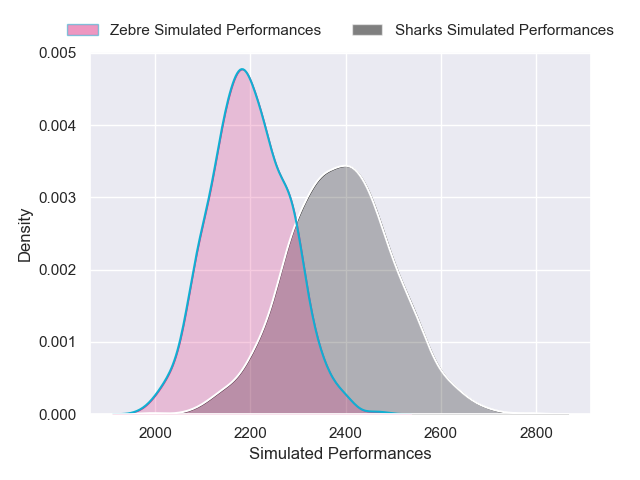 Zebre Simulated Performances Sharks Simulated Performances
0.005
0.004
0.003
0.002
0.001
0.000
Density
2000 2200 2400 2600 2800
Simulated Performances